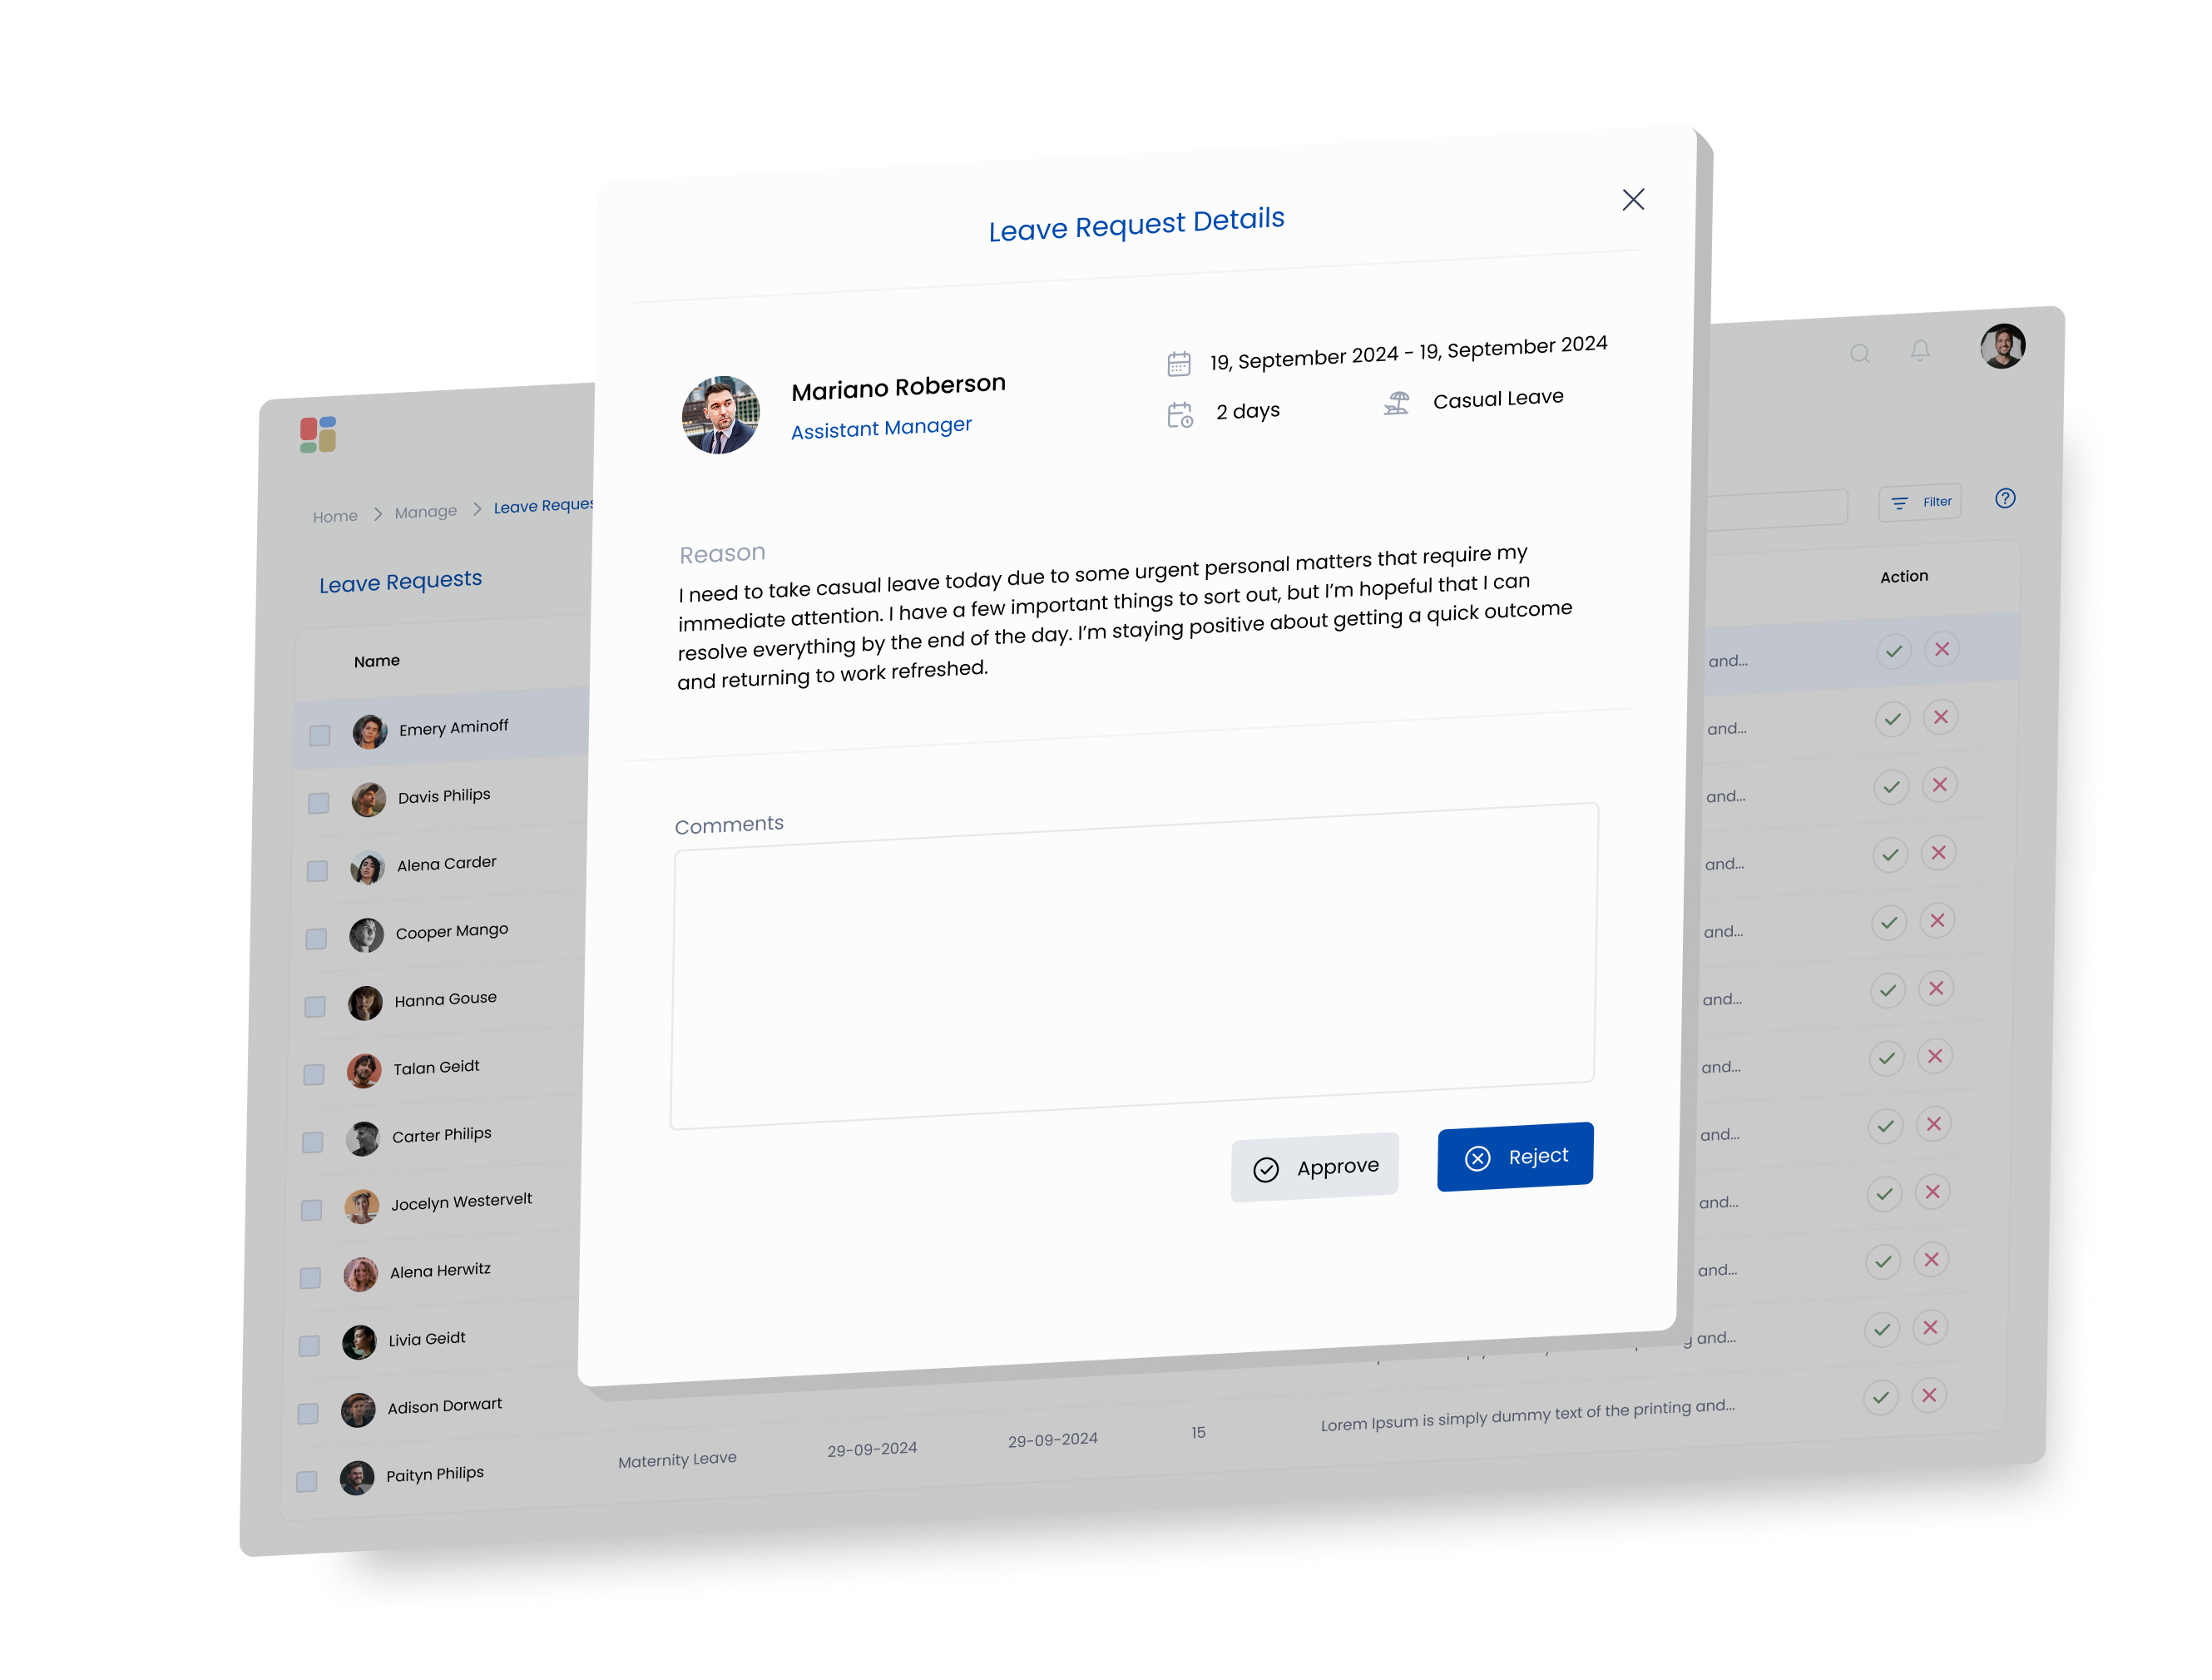 Leave Request Details
Mariano Roberson
Assistant Manager
19, September 2024 - 19, September 2024
2 days
Casual Leave
Reason
I need to take casual leave today due to some urgent personal matters that require my
immediate attention. I have a few important things to sort out, but I'm hopeful that I can
resolve everything by the end of the day. I'm staying positive about getting a quick outcome
and returning to work refreshed.
Comments
Approve
Reject
Home
Manage
Leave Reques
Filter
Leave Requests
Name
Action
Emery Aminoff
and...
Davis Philips
and...
Alena Carder
and...
Cooper Mango
and...
Hanna Gouse
and...
Talan Geidt
and...
Carter Philips
and...
Jocelyn Westervelt
and...
Alena Herwitz
and...
Livia Geidt
and...
Adison Dorwart
and...
Paityn Philips
Maternity Leave
29-09-2024
29-09-2024
15
Lorem Ipsum is simply dummy text of the printing and...